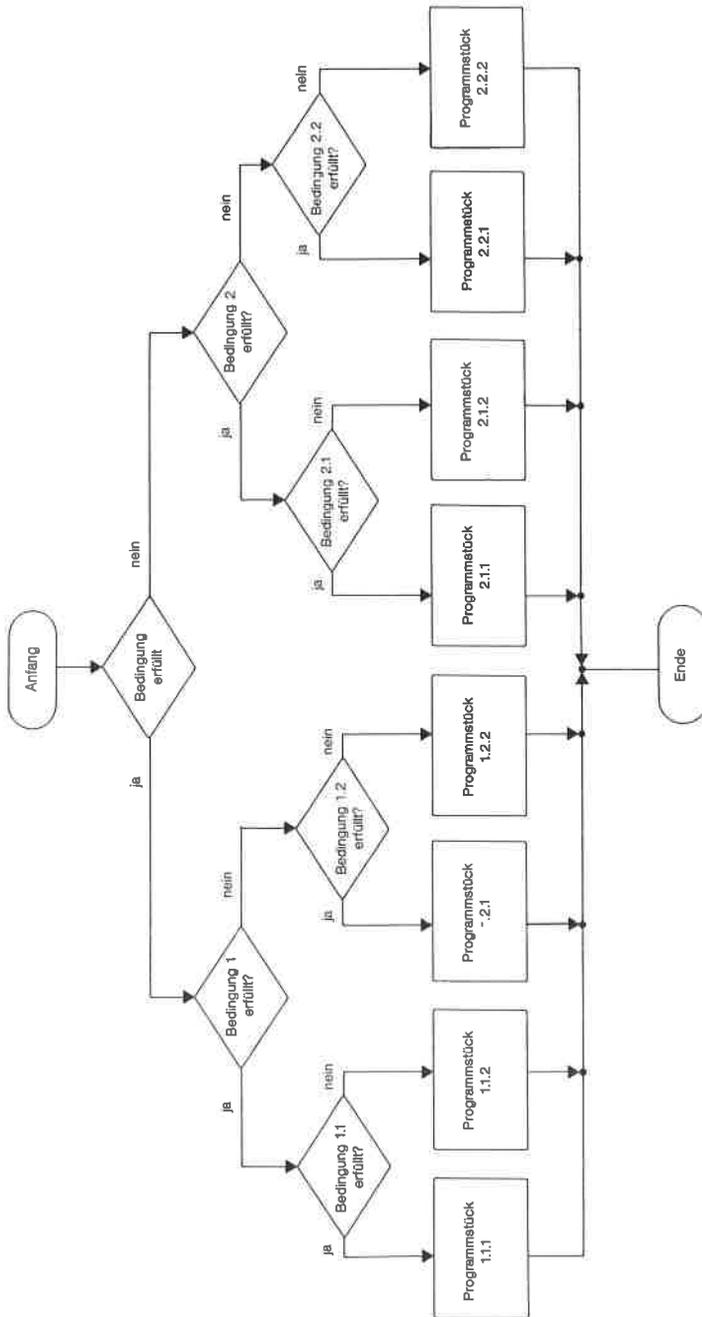 Anfang
Bedingung
erfüllt
ja
nein
Bedingung 1
erfüllt?
ja
nein
Bedingung 2
erfüllt?
ja
nein
Bedingung 1.1
erfüllt?
ja
nein
Bedingung 1.2
erfüllt?
ja
nein
Bedingung 2.1
erfüllt?
ja
nein
Bedingung 2.2
erfüllt?
ja
nein
Programmstück
1.1.1
Programmstück
1.1.2
Programmstück
-.2.1
Programmstück
1.2.2
Programmstück
2.1.1
Programmstück
2.1.2
Programmstück
2.2.1
Programmstück
2.2.2
Ende